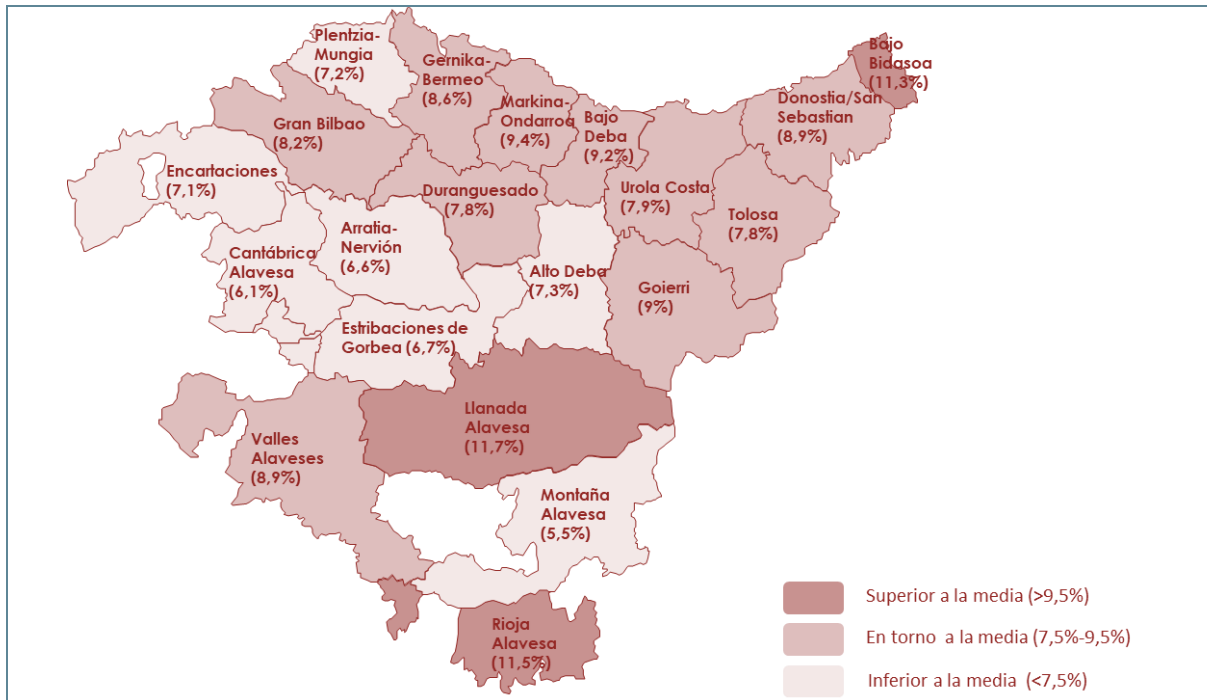 Plentzia-
Mungia
(7,2%)
Gernika-
Bermeo
(8,6%)
Markina-
Ondarroa
(9,4%)
Bajo
Deba
(9,2%)
Bajo
Bidasoa
(11,3%)
Donostia/San
Sebastian
(8,9%)
Gran Bilbao
(8,2%)
Encartaciones
(7,1%)
Duranguesado
(7,8%)
Urola Costa
(7,9%)
Tolosa
(7,8%)
Arratia-
Nervión
(6,6%)
Cantábrica
Alavesa
(6,1%)
Alto Deba
(7,3%)
Goierri
(9%)
Estribaciones de
Gorbea (6,7%)
Llanada
Alavesa
(11,7%)
Valles
Alaveses
(8,9%)
Montaña
Alavesa
(5,5%)
Rioja
Alavesa
(11,5%)
Superior a la media (>9,5%)
En torno a la media (7,5%-9,5%)
Inferior a la media (<7,5%)